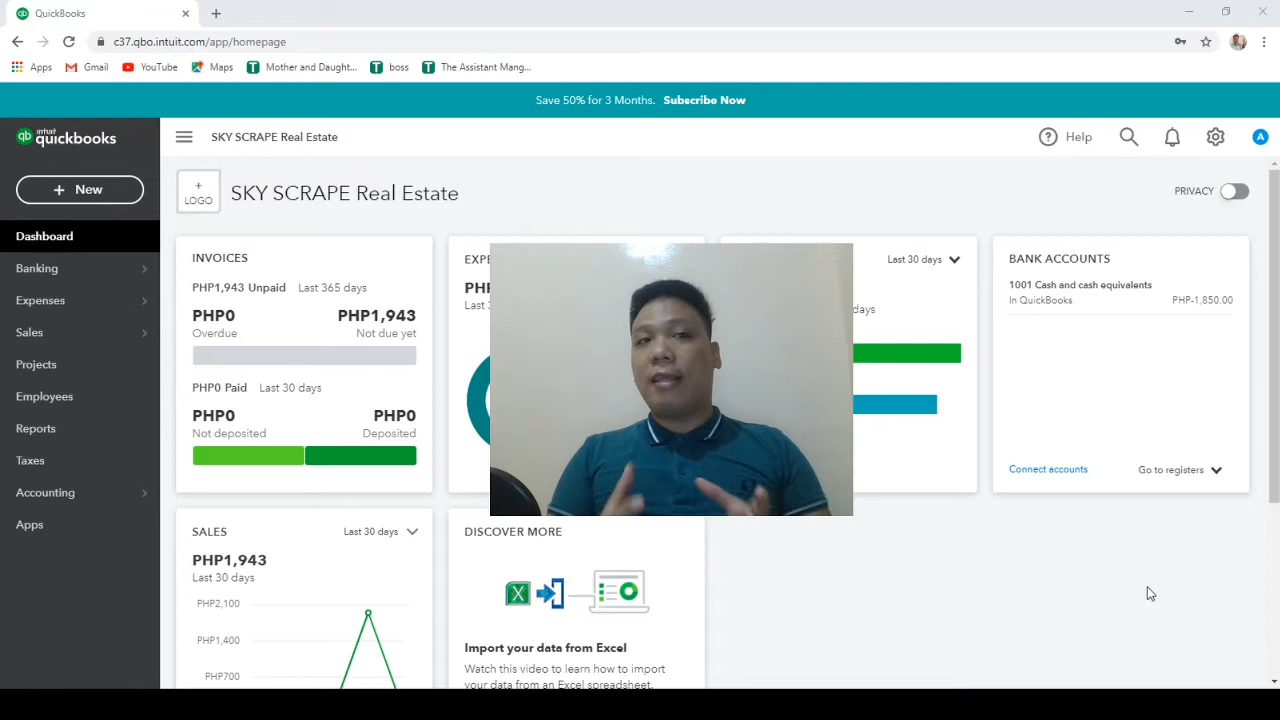 QuickBooks
c37.qbo.intuit.com/app/homepage
Apps Gmail YouTube Maps Mother and Daught... boss The Assistant Mang...
Save 50% for 3 Months. Subscribe Now
intuit quickbooks
SKY SCRAPE Real Estate
Help
A
+ New
+ LOGO
SKY SCRAPE Real Estate
PRIVACY
Dashboard
Banking
Expenses
Sales
Projects
Employees
Reports
Taxes
Accounting
Apps
INVOICES
PHP1,943 Unpaid Last 365 days
PHP0 PHP1,943
Overdue Not due yet
PHP0 Paid Last 30 days
PHP0 PHP0
Not deposited Deposited
Last 30 days
BANK ACCOUNTS
1001 Cash and cash equivalents
In QuickBooks PHP-1,850.00
Connect accounts Go to registers
SALES Last 30 days
PHP1,943
Last 30 days
PHP2,100
PHP1,400
PHP700
DISCOVER MORE
Import your data from Excel
Watch this video to learn how to import
your data from an Excel spreadsheet.